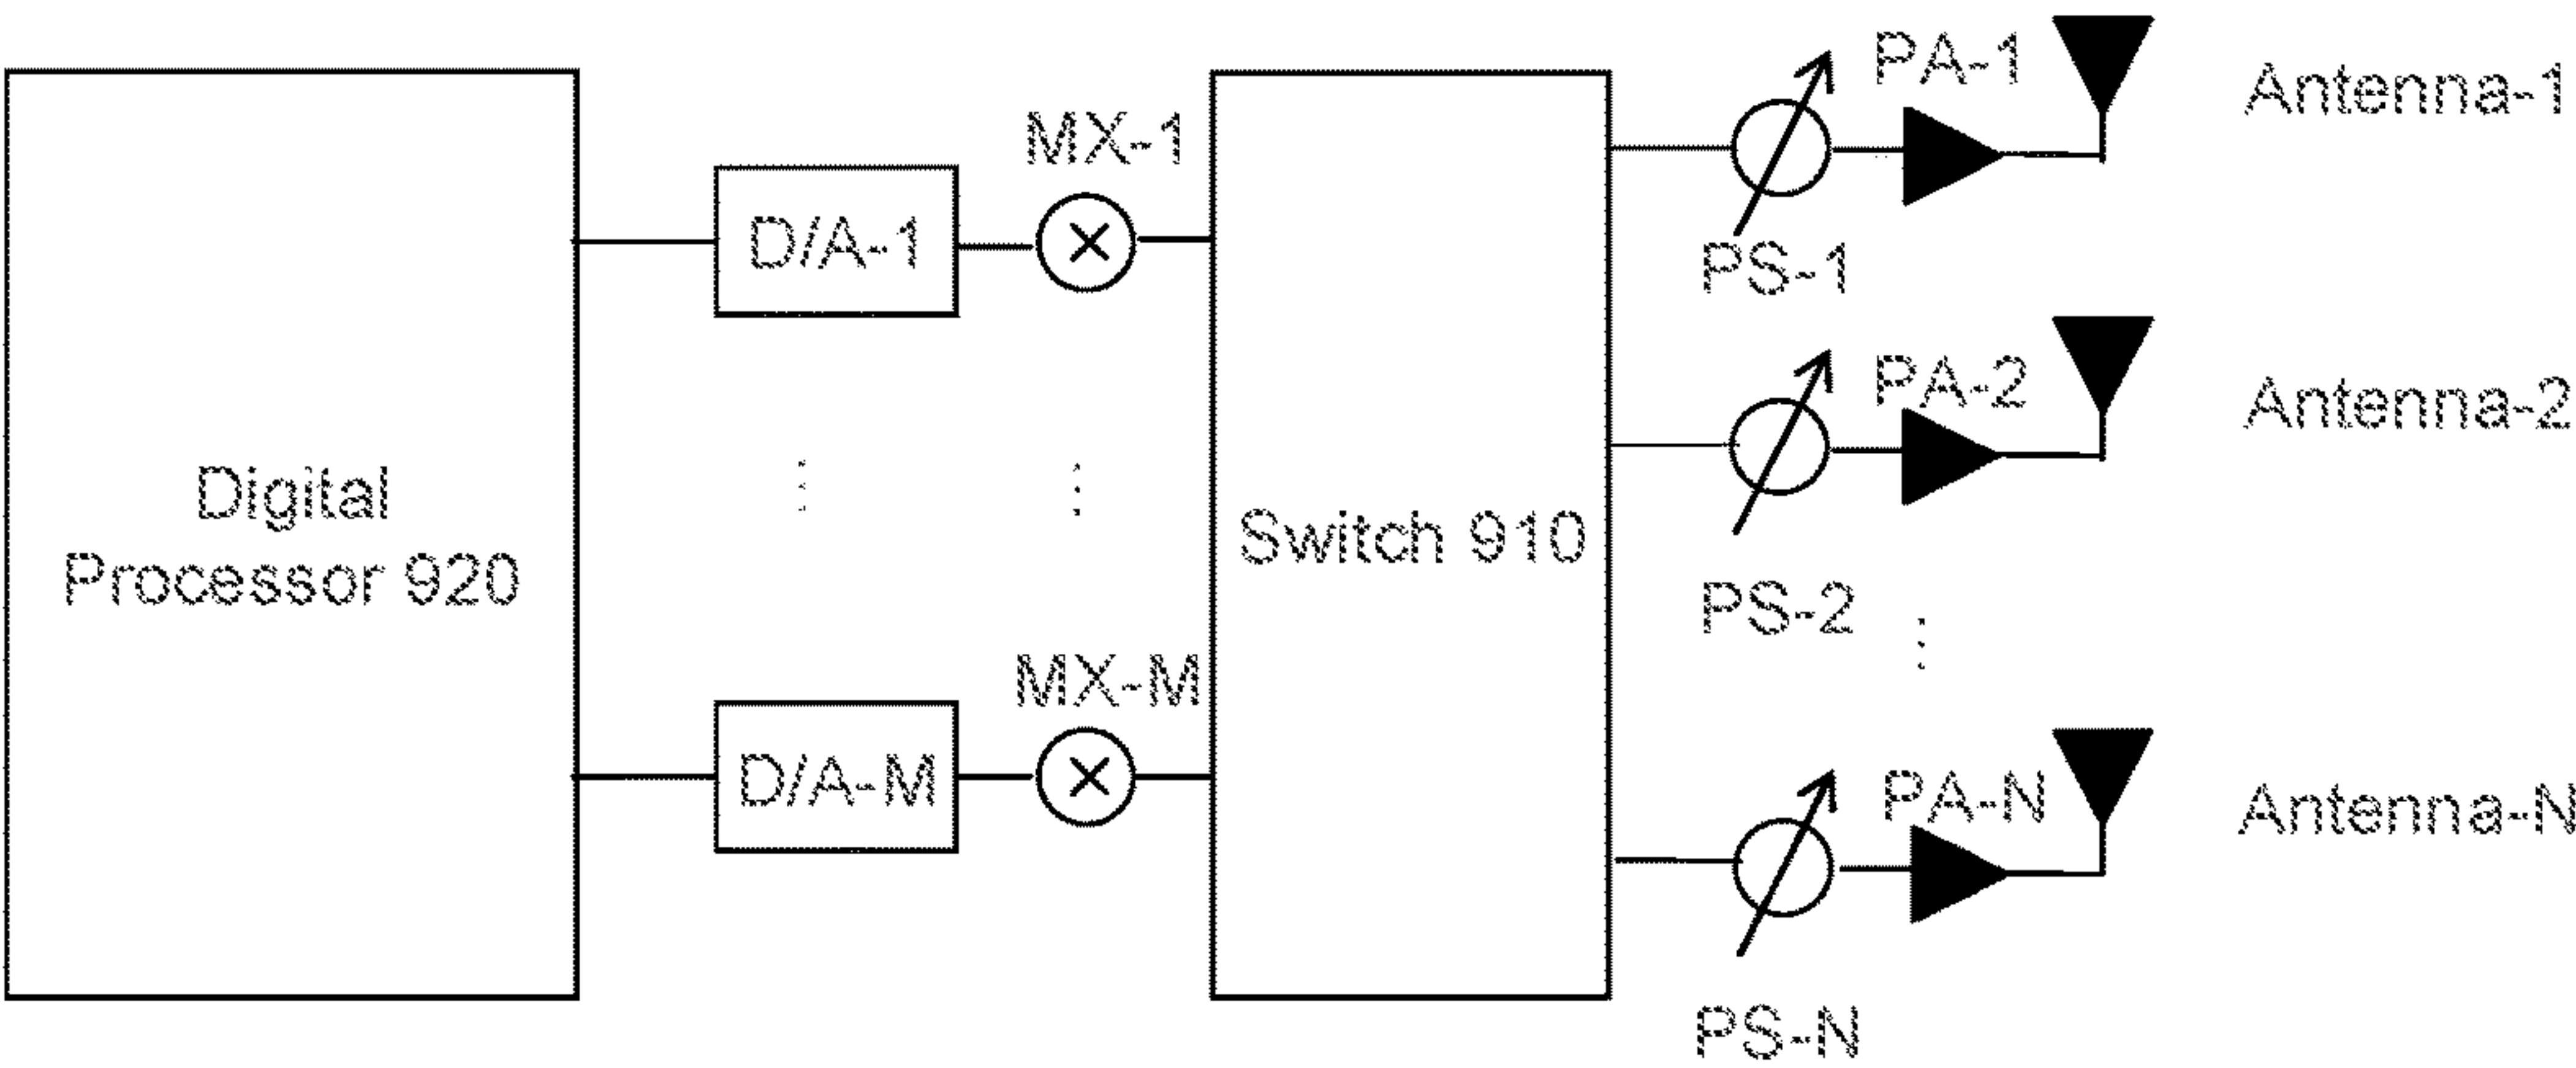 PA-1
Antenna-1
MX-1
D/A-1
PS-1
PA-2
Antenna-2
Digital
Processor 920
Switch 910
PS-2
MX-M
D/A-M
PA-N
Antenna-N
PS-N